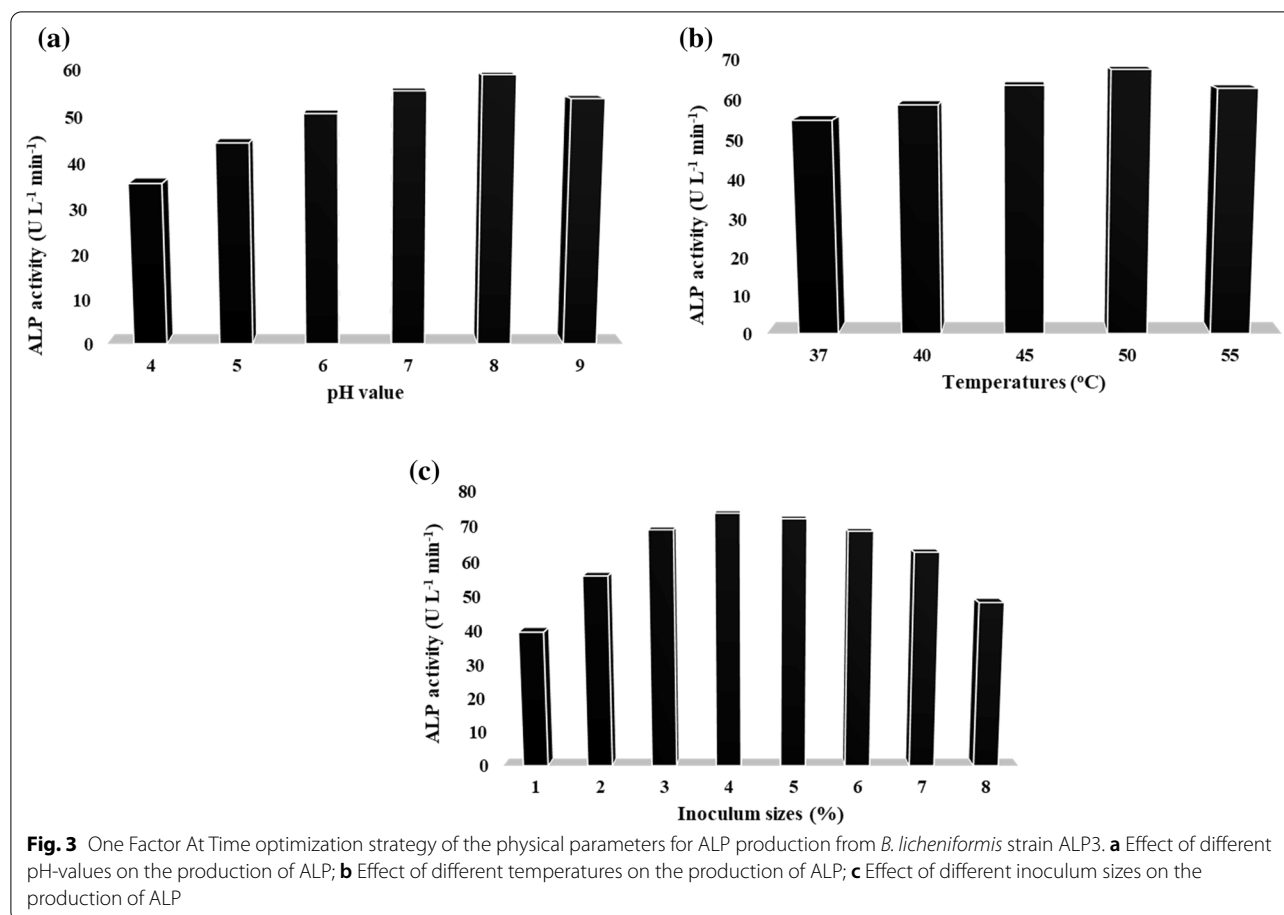 (a)
60
50
40
30
20
10
0
ALP activity (U L⁻¹ min⁻¹)
4 5 6 7 8 9
pH value
(b)
70
60
50
40
30
20
10
0
ALP activity (U L⁻¹ min⁻¹)
37 40 45 50 55
Temperatures (°C)
(c)
80
70
60
50
40
30
20
10
0
ALP activity (U L⁻¹ min⁻¹)
1 2 3 4 5 6 7 8
Inoculum sizes (%)
Fig. 3 One Factor At Time optimization strategy of the physical parameters for ALP production from B. licheniformis strain ALP3. a Effect of different
pH-values on the production of ALP; b Effect of different temperatures on the production of ALP; c Effect of different inoculum sizes on the
production of ALP